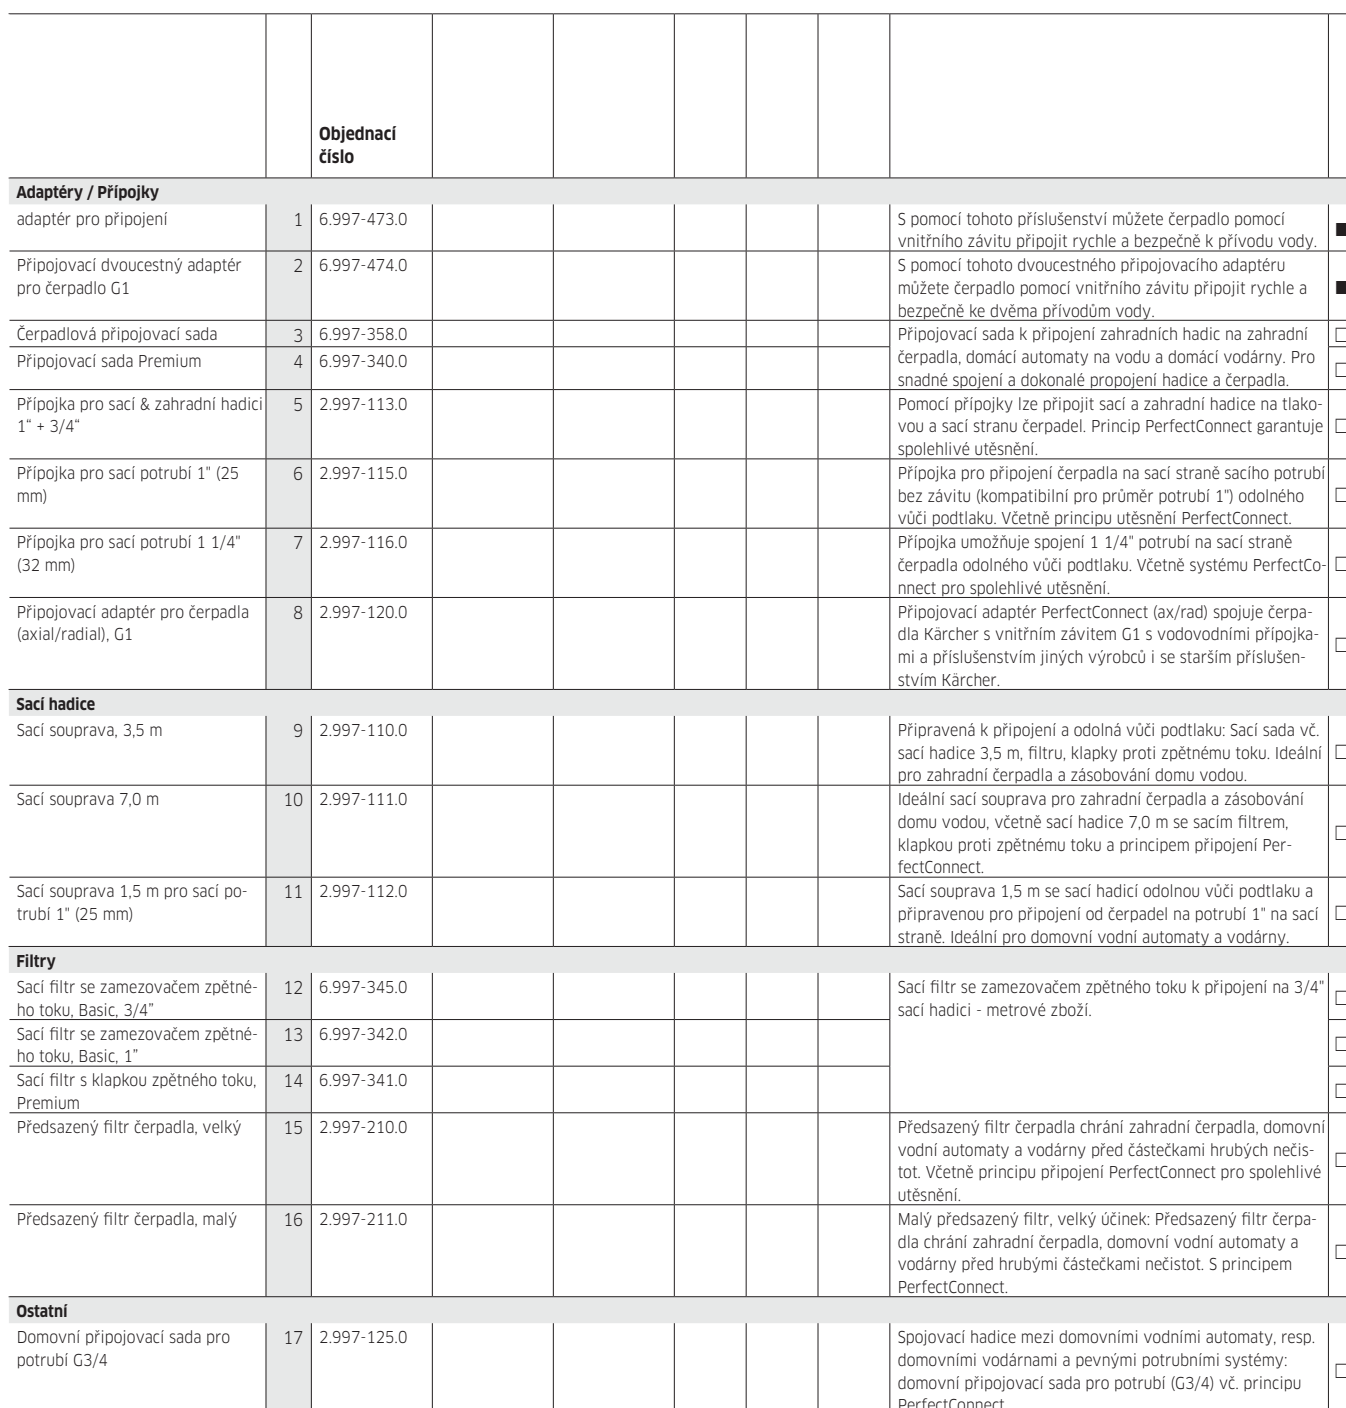 Objednací
číslo
Adaptéry / Přípojky
adaptér pro připojení 1 6.997-473.0 S pomocí tohoto příslušenství můžete čerpadlo pomocí
vnitřního závitu připojit rychle a bezpečně k přívodu vody.
Připojovací dvoucestný adaptér 2 6.997-474.0 S pomocí tohoto dvoucestného připojovacího adaptéru
pro čerpadlo G1 můžete čerpadlo pomocí vnitřního závitu připojit rychle a
bezpečně ke dvěma přívodům vody.
Čerpadlová připojovací sada 3 6.997-358.0 Připojovací sada k připojení zahradních hadic na zahradní
Připojovací sada Premium 4 6.997-340.0 čerpadla, domácí automaty na vodu a domácí vodárny. Pro
snadné spojení a dokonalé propojení hadice a čerpadla.
Přípojka pro sací & zahradní hadici 5 2.997-113.0 Pomocí přípojky lze připojit sací a zahradní hadice na tlako-
1“ + 3/4“ vou a sací stranu čerpadel. Princip PerfectConnect garantuje
spolehlivé utěsnění.
Přípojka pro sací potrubí 1" (25 6 2.997-115.0 Přípojka pro připojení čerpadla na sací straně sacího potrubí
mm) bez závitu (kompatibilní pro průměr potrubí 1") odolného
vůči podtlaku. Včetně principu utěsnění PerfectConnect.
Přípojka pro sací potrubí 1 1/4" 7 2.997-116.0 Přípojka umožňuje spojení 1 1/4" potrubí na sací straně
(32 mm) čerpadla odolného vůči podtlaku. Včetně systému PerfectCo-
nnect pro spolehlivé utěsnění.
Připojovací adaptér pro čerpadla 8 2.997-120.0 Připojovací adaptér PerfectConnect (ax/rad) spojuje čerpa-
(axial/radial), G1 dla Kärcher s vnitřním závitem G1 s vodovodními přípojka-
mi a příslušenstvím jiných výrobců i se starším příslušen-
stvím Kärcher.
Sací hadice
Sací souprava, 3,5 m 9 2.997-110.0 Připravená k připojení a odolná vůči podtlaku: Sací sada vč.
sací hadice 3,5 m, filtru, klapky proti zpětnému toku. Ideální
pro zahradní čerpadla a zásobování domu vodou.
Sací souprava 7,0 m 10 2.997-111.0 Ideální sací souprava pro zahradní čerpadla a zásobování
domu vodou, včetně sací hadice 7,0 m se sacím filtrem,
klapkou proti zpětnému toku a principem připojení Per-
fectConnect.
Sací souprava 1,5 m pro sací po- 11 2.997-112.0 Sací souprava 1,5 m se sací hadicí odolnou vůči podtlaku a
trubí 1" (25 mm) připravenou pro připojení od čerpadel na potrubí 1" na sací
straně. Ideální pro domovní vodní automaty a vodárny.
Filtry
Sací filtr se zamezovačem zpětné- 12 6.997-345.0 Sací filtr se zamezovačem zpětného toku k připojení na 3/4"
ho toku, Basic, 3/4” sací hadici - metrové zboží.
Sací filtr se zamezovačem zpětné- 13 6.997-342.0
ho toku, Basic, 1”
Sací filtr s klapkou zpětného toku, 14 6.997-341.0
Premium
Předsazený filtr čerpadla, velký 15 2.997-210.0 Předsazený filtr čerpadla chrání zahradní čerpadla, domovní
vodní automaty a vodárny před částečkami hrubých nečis-
tot. Včetně principu připojení PerfectConnect pro spolehlivé
utěsnění.
Předsazený filtr čerpadla, malý 16 2.997-211.0 Malý předsazený filtr, velký účinek: Předsazený filtr čerpa-
dla chrání zahradní čerpadla, domovní vodní automaty a
vodárny před hrubými částečkami nečistot. S principem
PerfectConnect.
Ostatní
Domovní připojovací sada pro 17 2.997-125.0 Spojovací hadice mezi domovními vodními automaty, resp.
potrubí G3/4 domovními vodárnami a pevnými potrubními systémy:
domovní připojovací sada pro potrubí (G3/4) vč. principu
PerfectConnect.